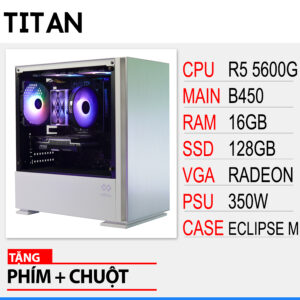 TITAN
CPU R5 5600G
MAIN B450
RAM 16GB
SSD 128GB
VGA RADEON
PSU 350W
CASE ECLIPSE M
TẶNG
PHÍM + CHUỘT